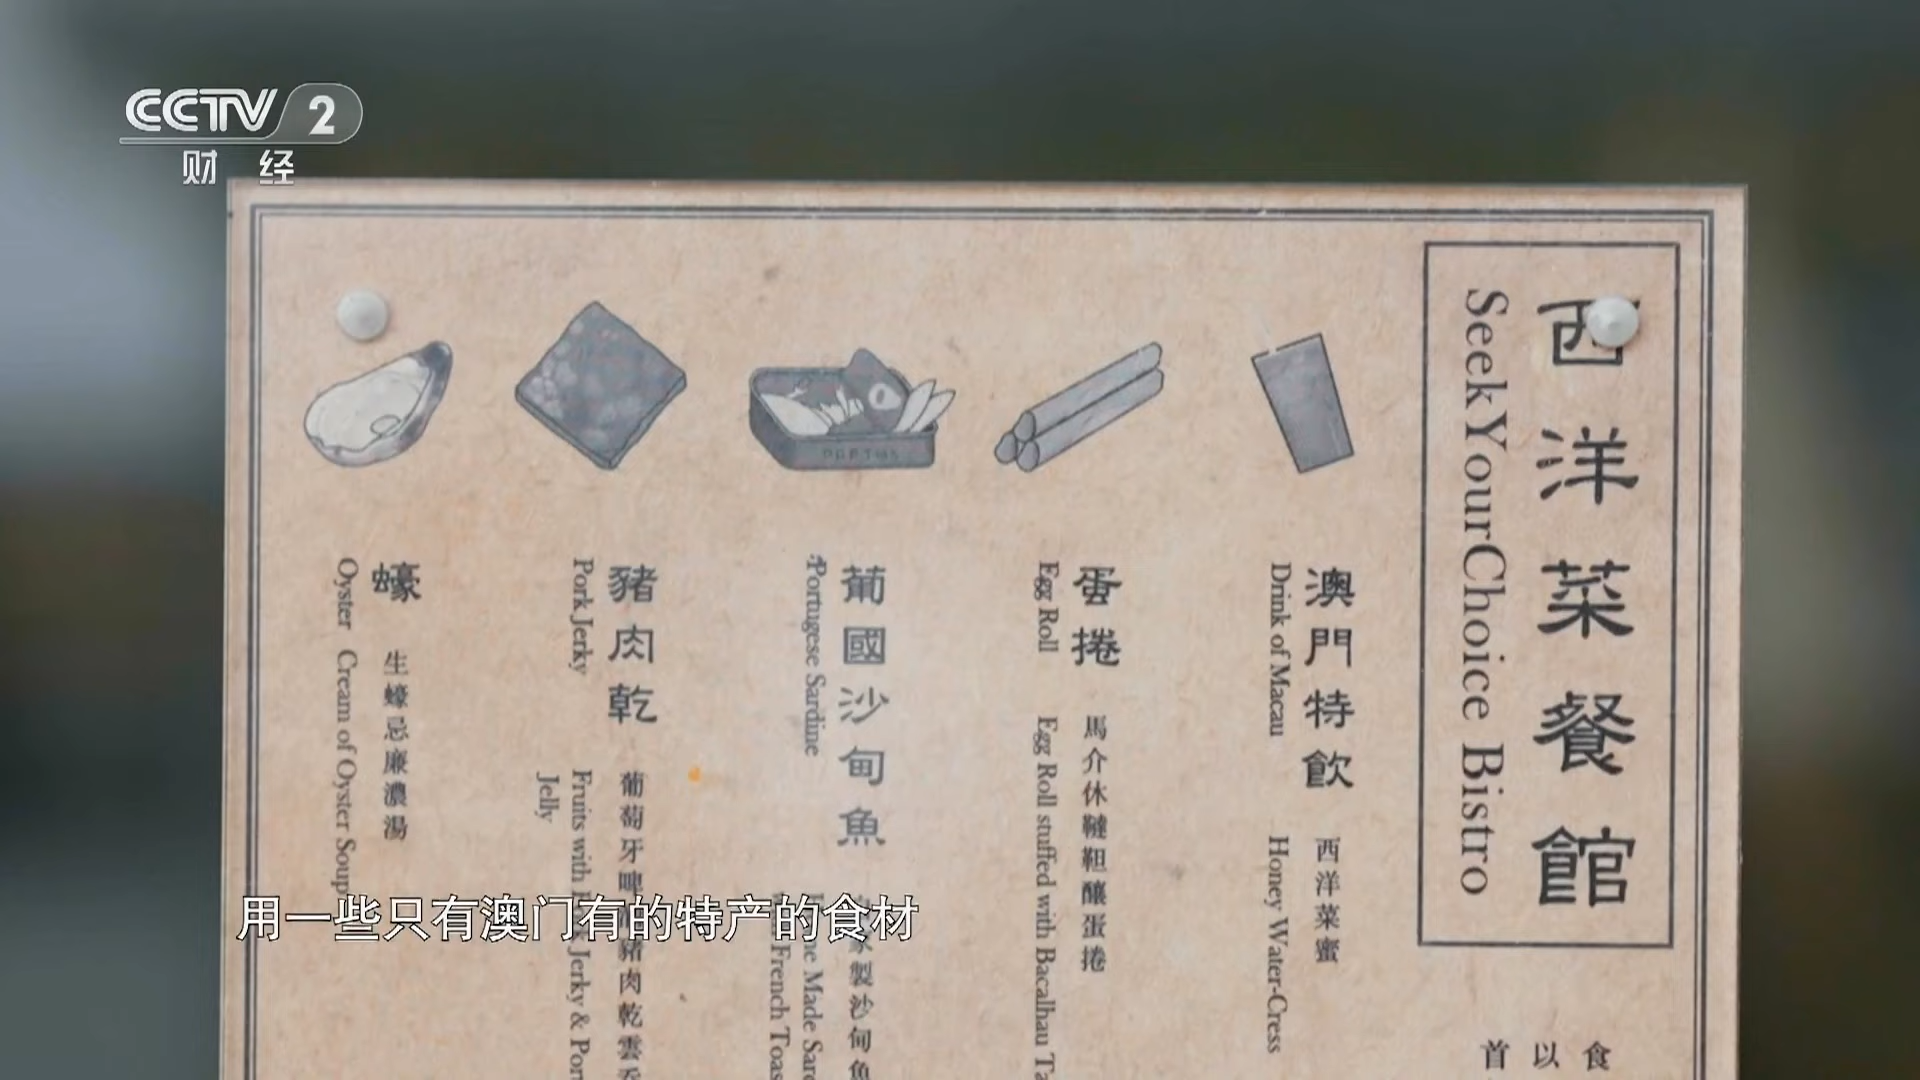 CCTV 2
财经
西洋菜餐館
SeekYourChoice Bistro
食
以
首
澳門特飲 西洋菜蜜
Drink of Macau Honey Water-Cress
蛋捲 馬介休韃靼釀蛋捲
Egg Roll Egg Roll stuffed with Bacalhau Ta
葡國沙甸魚 製沙甸魚
Portugese Sardine Made Sard
French Toas
豬肉乾 葡萄牙啤 豬肉乾雲
Pork Jerky Fruits with Jerky & Por
Jelly
蠔 生蠔忌廉濃湯
Oyster Cream of Oyster Soup
用一些只有澳门有的特产的食材